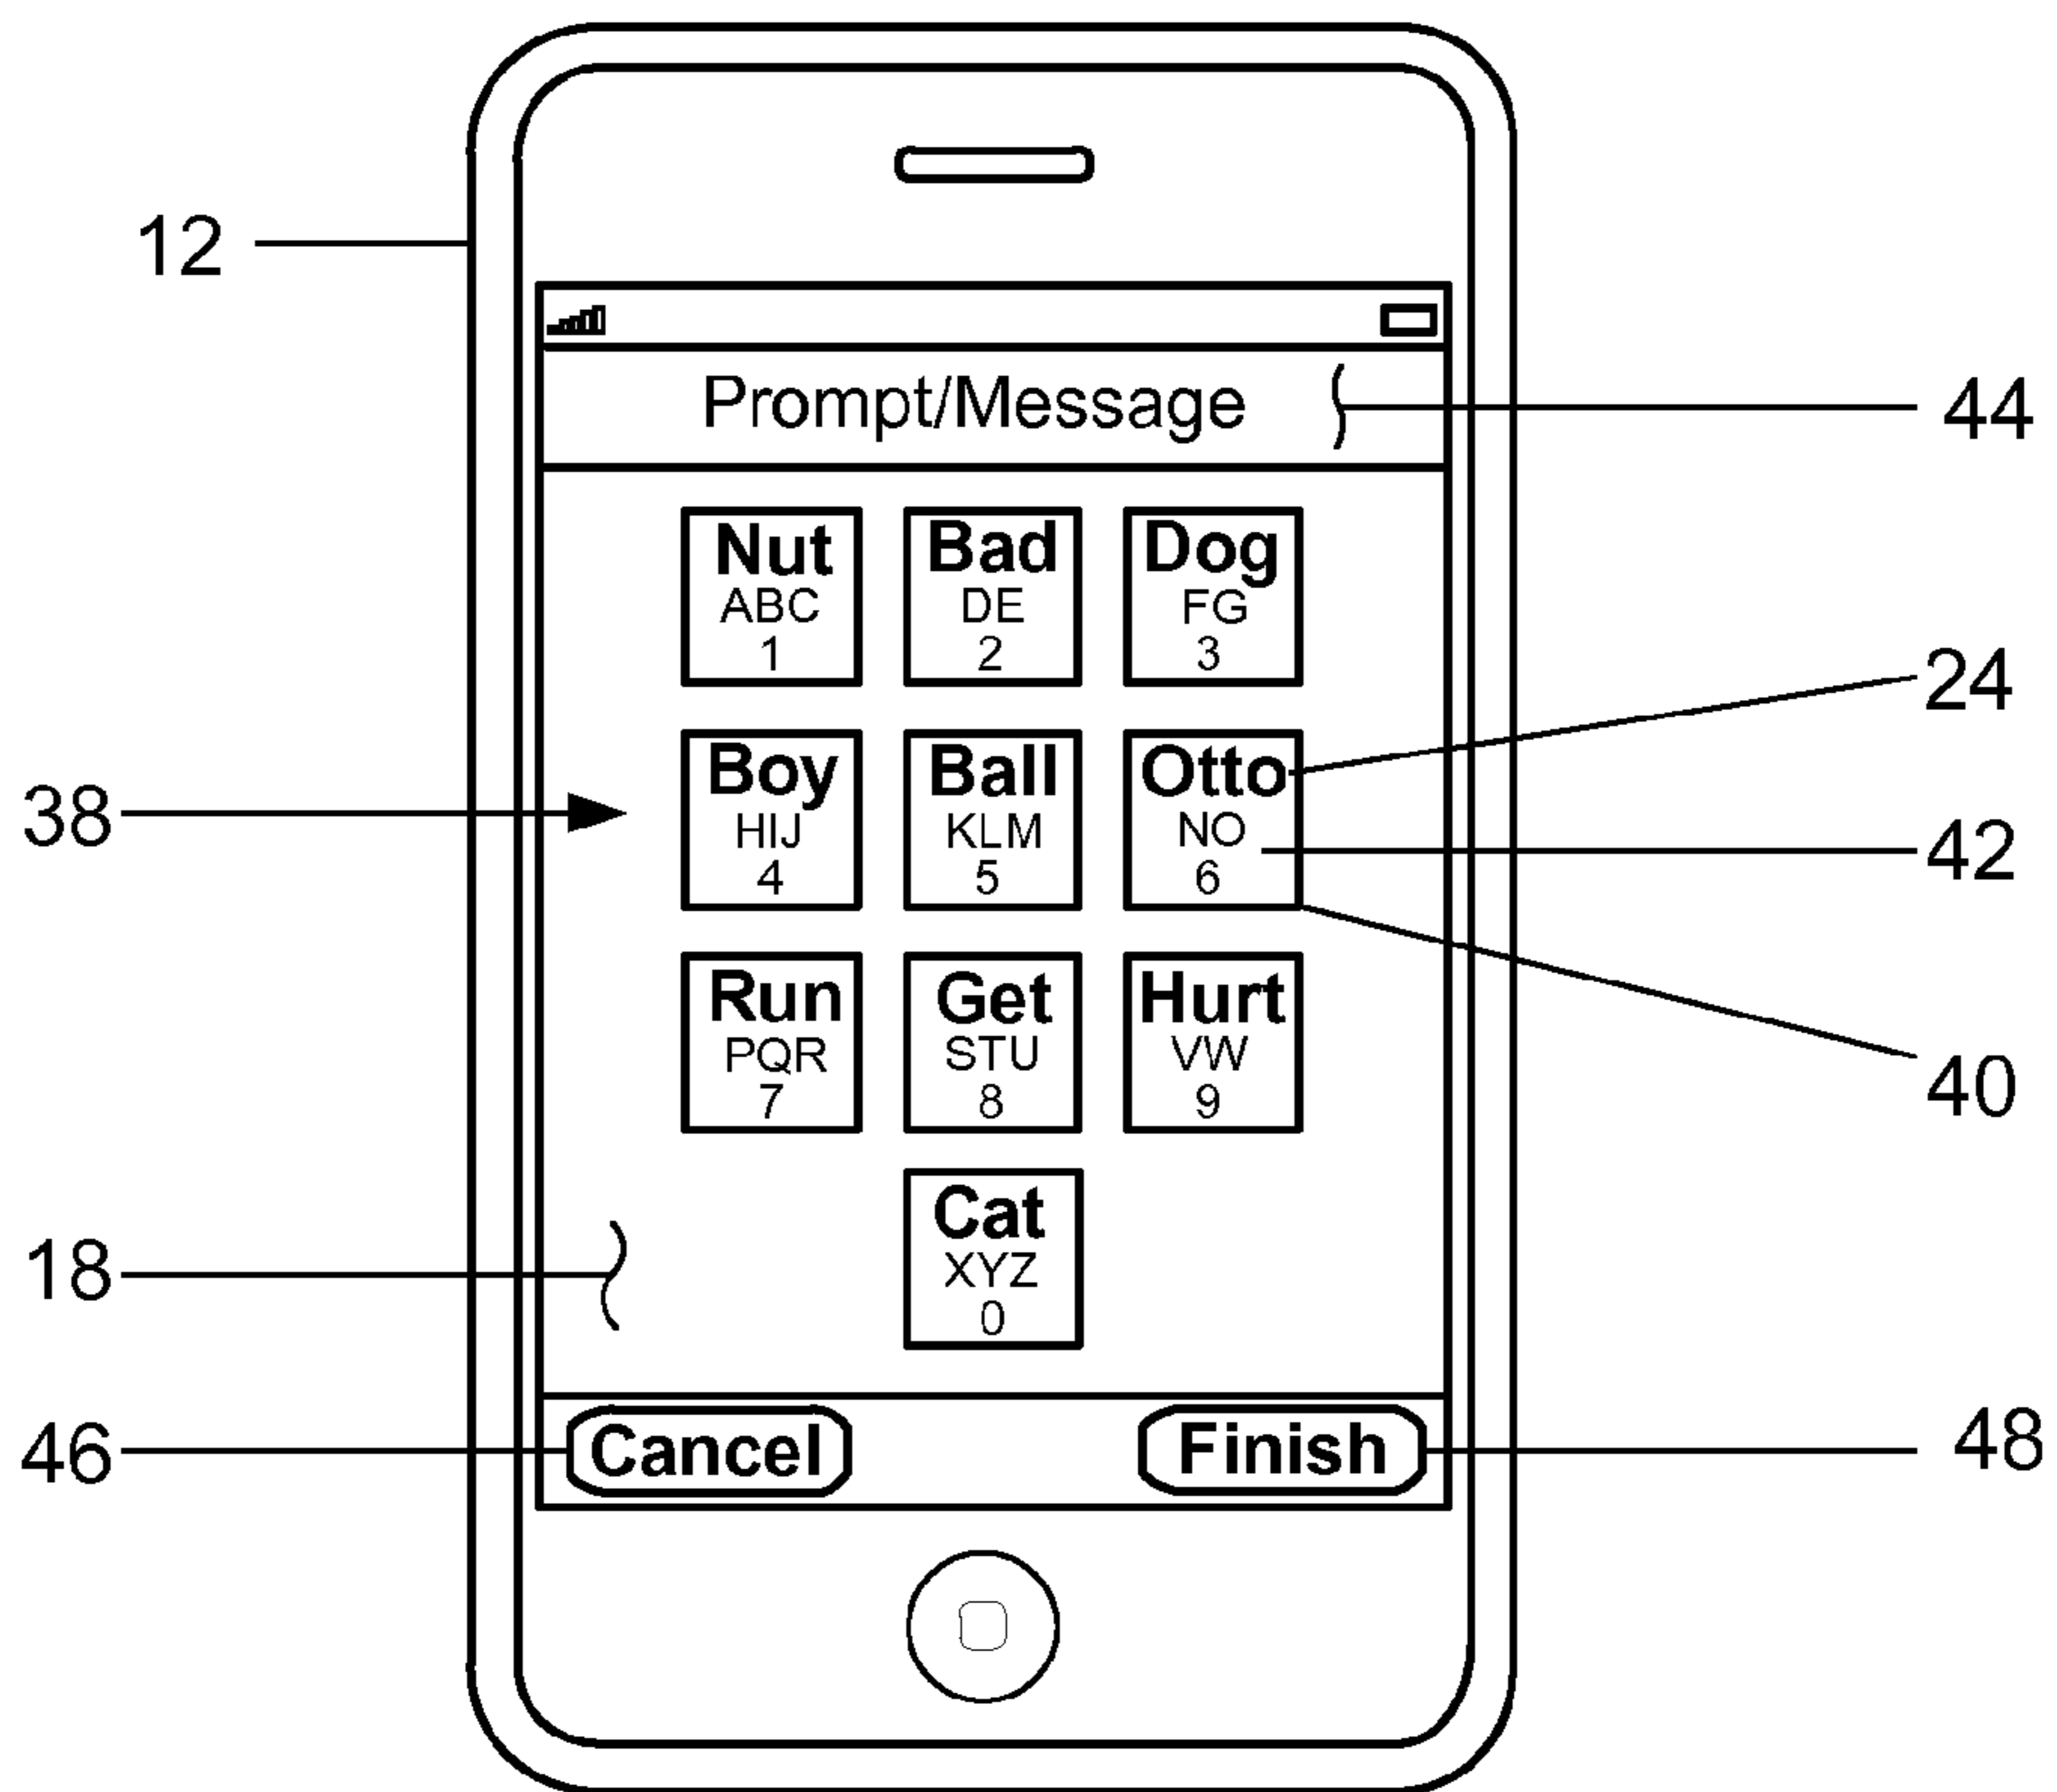 12
Prompt/Message
44
Nut Bad Dog
ABC DE FG
1 2 3
24
Boy Ball Otto
38
HIJ KLM NO
42
4 5 6
Run Get Hurt
PQR STU VW
40
7 8 9
Cat
18
XYZ
0
46
Cancel Finish
48